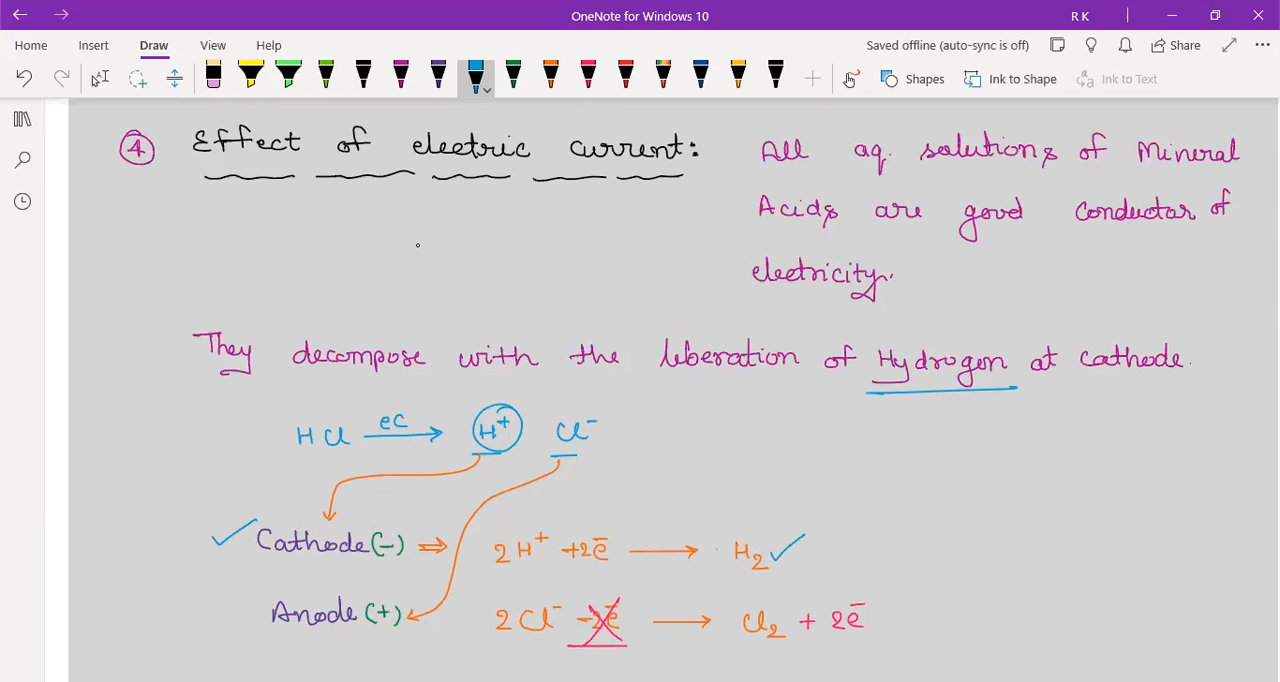 OneNote for Windows 10
R K
Home Insert Draw View Help
Saved offline (auto-sync is off) Share
Shapes Ink to Shape Ink to Text
④ Effect of electric current: All aq. solutions of Mineral
Acids are good conductor of
electricity.
They decompose with the liberation of Hydrogen at cathode.
HCl eC → H⁺ Cl⁻
Cathode (-) ⇒ 2H⁺ + 2e̅ → H₂
Anode (+) 2Cl⁻ - 2e̅ → Cl₂ + 2e̅